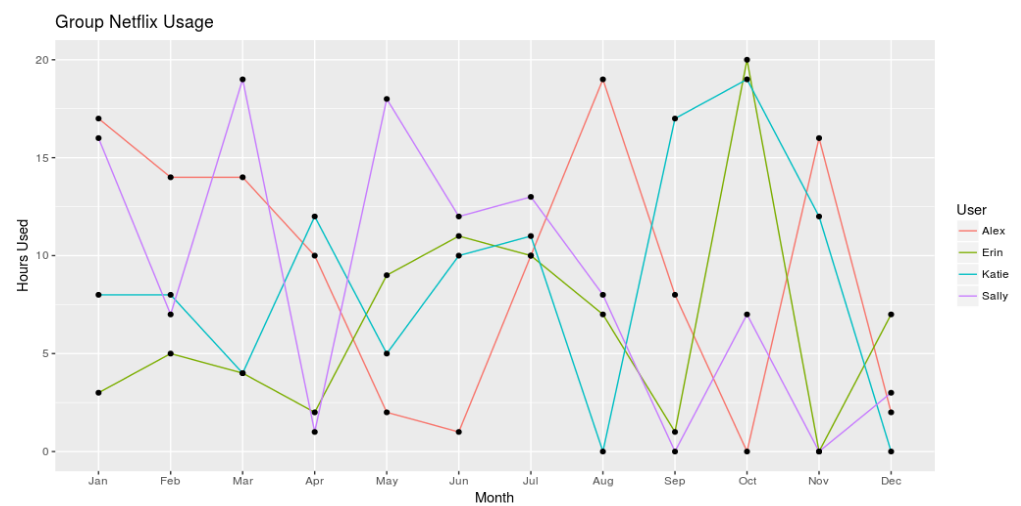 Group Netflix Usage
20
15
10
5
0
Hours Used
Jan Feb Mar Apr May Jun Jul Aug Sep Oct Nov Dec
Month
User
Alex
Erin
Katie
Sally